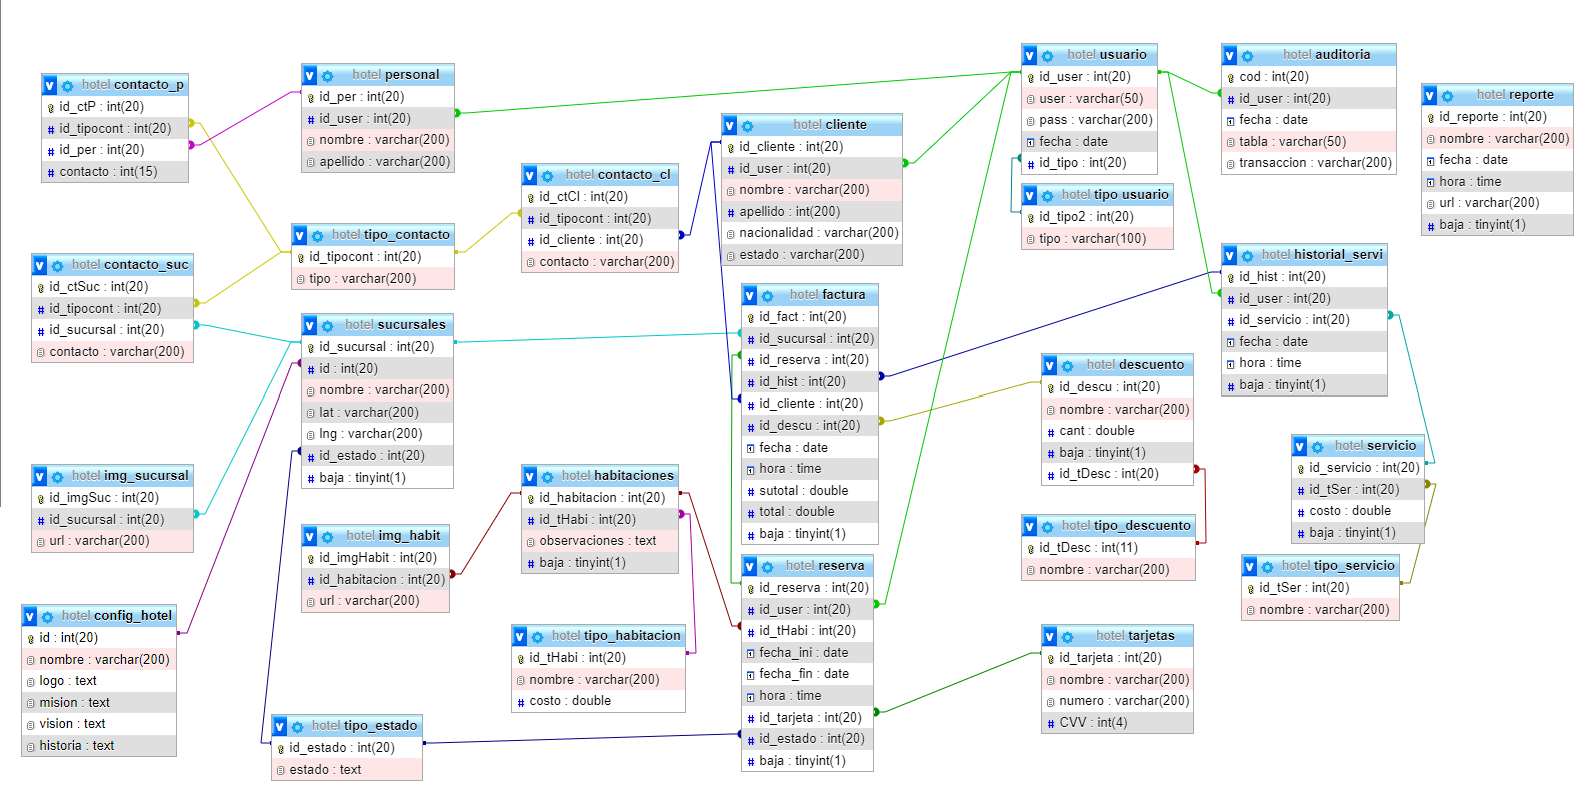 hotel contacto_p
id_ctP : int(20)
id_tipocont : int(20)
id_per : int(20)
contacto : int(15)
hotel personal
id_per : int(20)
id_user : int(20)
nombre : varchar(200)
apellido : varchar(200)
hotel cliente
id_cliente : int(20)
id_user : int(20)
nombre : varchar(200)
apellido : int(200)
nacionalidad : varchar(200)
estado : varchar(200)
hotel usuario
id_user : int(20)
user : varchar(50)
pass : varchar(200)
fecha : date
id_tipo : int(20)
hotel auditoria
cod : int(20)
id_user : int(20)
fecha : date
tabla : varchar(50)
transaccion : varchar(200)
hotel reporte
id_reporte : int(20)
nombre : varchar(200)
fecha : date
hora : time
url : varchar(200)
baja : tinyint(1)
hotel contacto_cl
id_ctCl : int(20)
id_tipocont : int(20)
id_cliente : int(20)
contacto : varchar(200)
hotel tipo usuario
id_tipo2 : int(20)
tipo : varchar(100)
hotel tipo_contacto
id_tipocont : int(20)
tipo : varchar(200)
hotel contacto_suc
id_ctSuc : int(20)
id_tipocont : int(20)
id_sucursal : int(20)
contacto : varchar(200)
hotel sucursales
id_sucursal : int(20)
id : int(20)
nombre : varchar(200)
lat : varchar(200)
lng : varchar(200)
id_estado : int(20)
baja : tinyint(1)
hotel factura
id_fact : int(20)
id_sucursal : int(20)
id_reserva : int(20)
id_hist : int(20)
id_cliente : int(20)
id_descu : int(20)
fecha : date
hora : time
sutotal : double
total : double
baja : tinyint(1)
hotel historial_servi
id_hist : int(20)
id_user : int(20)
id_servicio : int(20)
fecha : date
hora : time
baja : tinyint(1)
hotel descuento
id_descu : int(20)
nombre : varchar(200)
cant : double
baja : tinyint(1)
id_tDesc : int(20)
hotel servicio
id_servicio : int(20)
id_tSer : int(20)
costo : double
baja : tinyint(1)
hotel img_sucursal
id_imgSuc : int(20)
id_sucursal : int(20)
url : varchar(200)
hotel habitaciones
id_habitacion : int(20)
id_tHabi : int(20)
observaciones : text
baja : tinyint(1)
hotel img_habit
id_imgHabit : int(20)
id_habitacion : int(20)
url : varchar(200)
hotel tipo_descuento
id_tDesc : int(11)
nombre : varchar(200)
hotel reserva
id_reserva : int(20)
id_user : int(20)
id_tHabi : int(20)
fecha_ini : date
fecha_fin : date
hora : time
id_tarjeta : int(20)
id_estado : int(20)
baja : tinyint(1)
hotel tipo_servicio
id_tSer : int(20)
nombre : varchar(200)
hotel config_hotel
id : int(20)
nombre : varchar(200)
logo : text
mision : text
vision : text
historia : text
hotel tipo_habitacion
id_tHabi : int(20)
nombre : varchar(200)
costo : double
hotel tarjetas
id_tarjeta : int(20)
nombre : varchar(200)
numero : varchar(200)
CVV : int(4)
hotel tipo_estado
id_estado : int(20)
estado : text